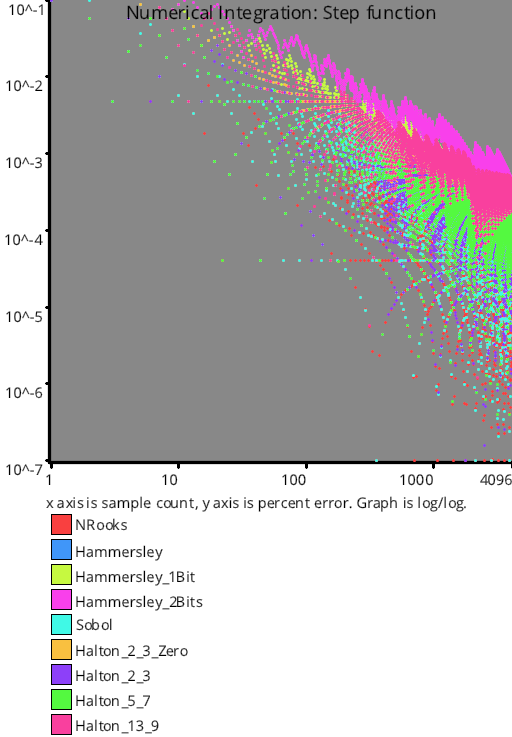 10^-1
Numerical Integration: Step function
10^-2
10^-3
10^-4
10^-5
10^-6
10^-7
1 10 100 1000 4096
x axis is sample count, y axis is percent error. Graph is log/log.
NRooks
Hammersley
Hammersley_1Bit
Hammersley_2Bits
Sobol
Halton_2_3_Zero
Halton_2_3
Halton_5_7
Halton_13_9